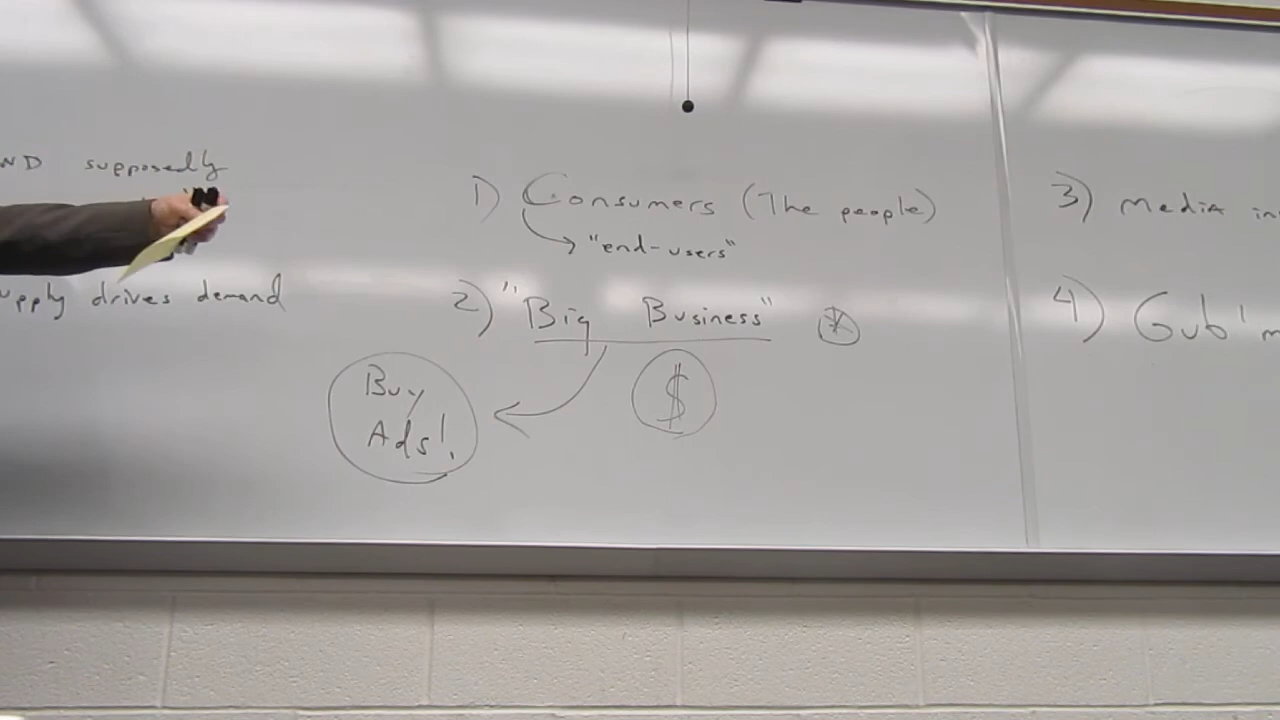 ND supposedly
upply drives demand
1) Consumers (The people)
"end-users"
2) "Big Business" *
$
Buy
Ads!
3) Media in
4) Gub'm